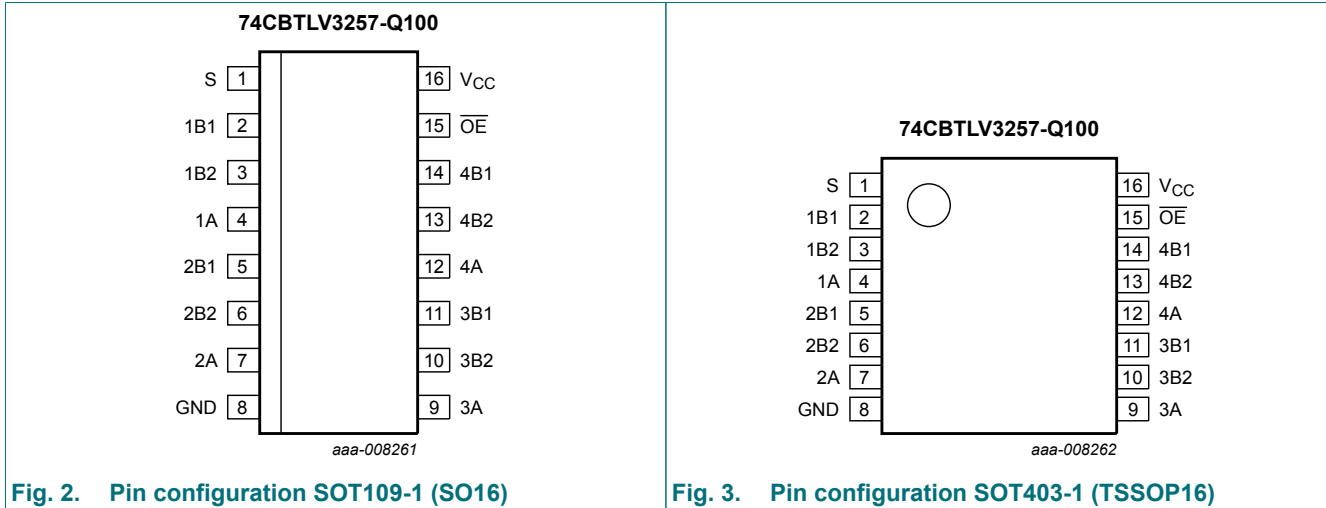 74CBTLV3257-Q100
S 1 16 VCC
1B1 2 15 OE
1B2 3 14 4B1
1A 4 13 4B2
2B1 5 12 4A
2B2 6 11 3B1
2A 7 10 3B2
GND 8 9 3A
aaa-008261
Fig. 2. Pin configuration SOT109-1 (SO16)
74CBTLV3257-Q100
S 1 16 VCC
1B1 2 15 OE
1B2 3 14 4B1
1A 4 13 4B2
2B1 5 12 4A
2B2 6 11 3B1
2A 7 10 3B2
GND 8 9 3A
aaa-008262
Fig. 3. Pin configuration SOT403-1 (TSSOP16)